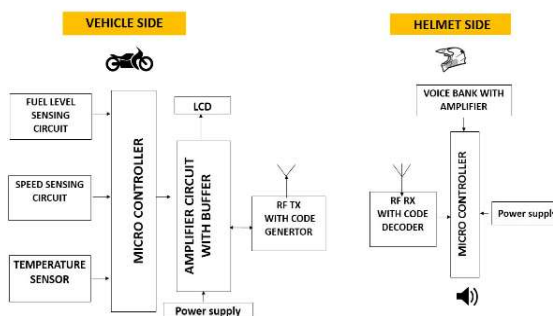 VEHICLE SIDE
FUEL LEVEL
SENSING
CIRCUIT
SPEED SENSING
CIRCUIT
TEMPERATURE
SENSOR
MICRO CONTROLLER
LCD
AMPLIFIER CIRCUIT
WITH BUFFER
Power supply
RF TX
WITH CODE
GENERTOR
HELMET SIDE
VOICE BANK WITH
AMPLIFIER
RF RX
WITH CODE
DECODER
MICRO CONTROLLER
Power supply